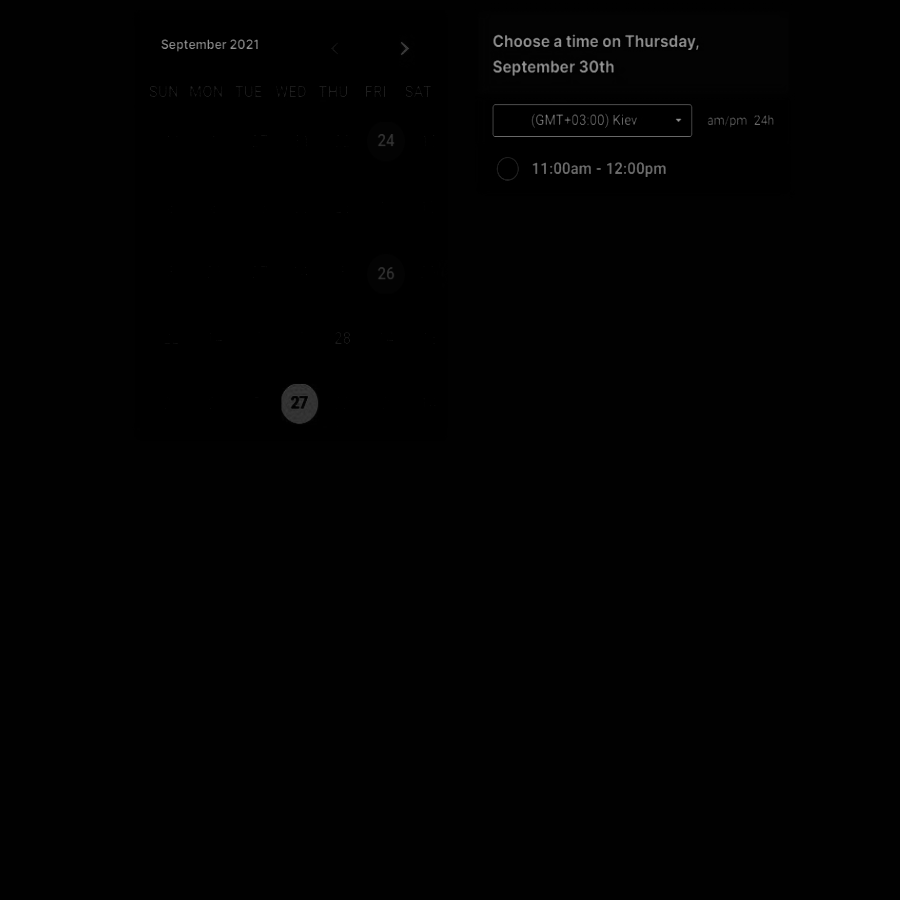 September 2021
SUN MON TUE WED THU FRI SAT
24
26
28
27
Choose a time on Thursday,
September 30th
(GMT+03:00) Kiev
am/pm 24h
11:00am - 12:00pm